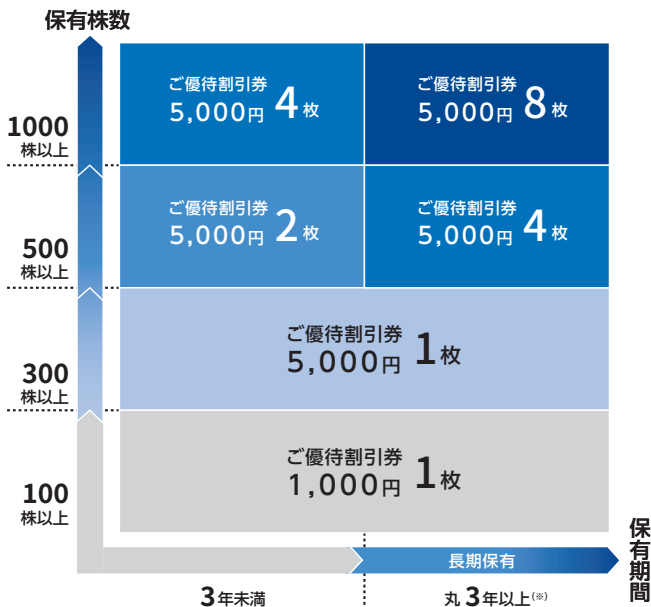 保有株数
ご優待割引券
5,000円 4枚
ご優待割引券
5,000円 8枚
1000
株以上
ご優待割引券
5,000円 2枚
ご優待割引券
5,000円 4枚
500
株以上
ご優待割引券
5,000円 1枚
300
株以上
ご優待割引券
1,000円 1枚
100
株以上
長期保有
保有期間
3年未満
丸3年以上(※)